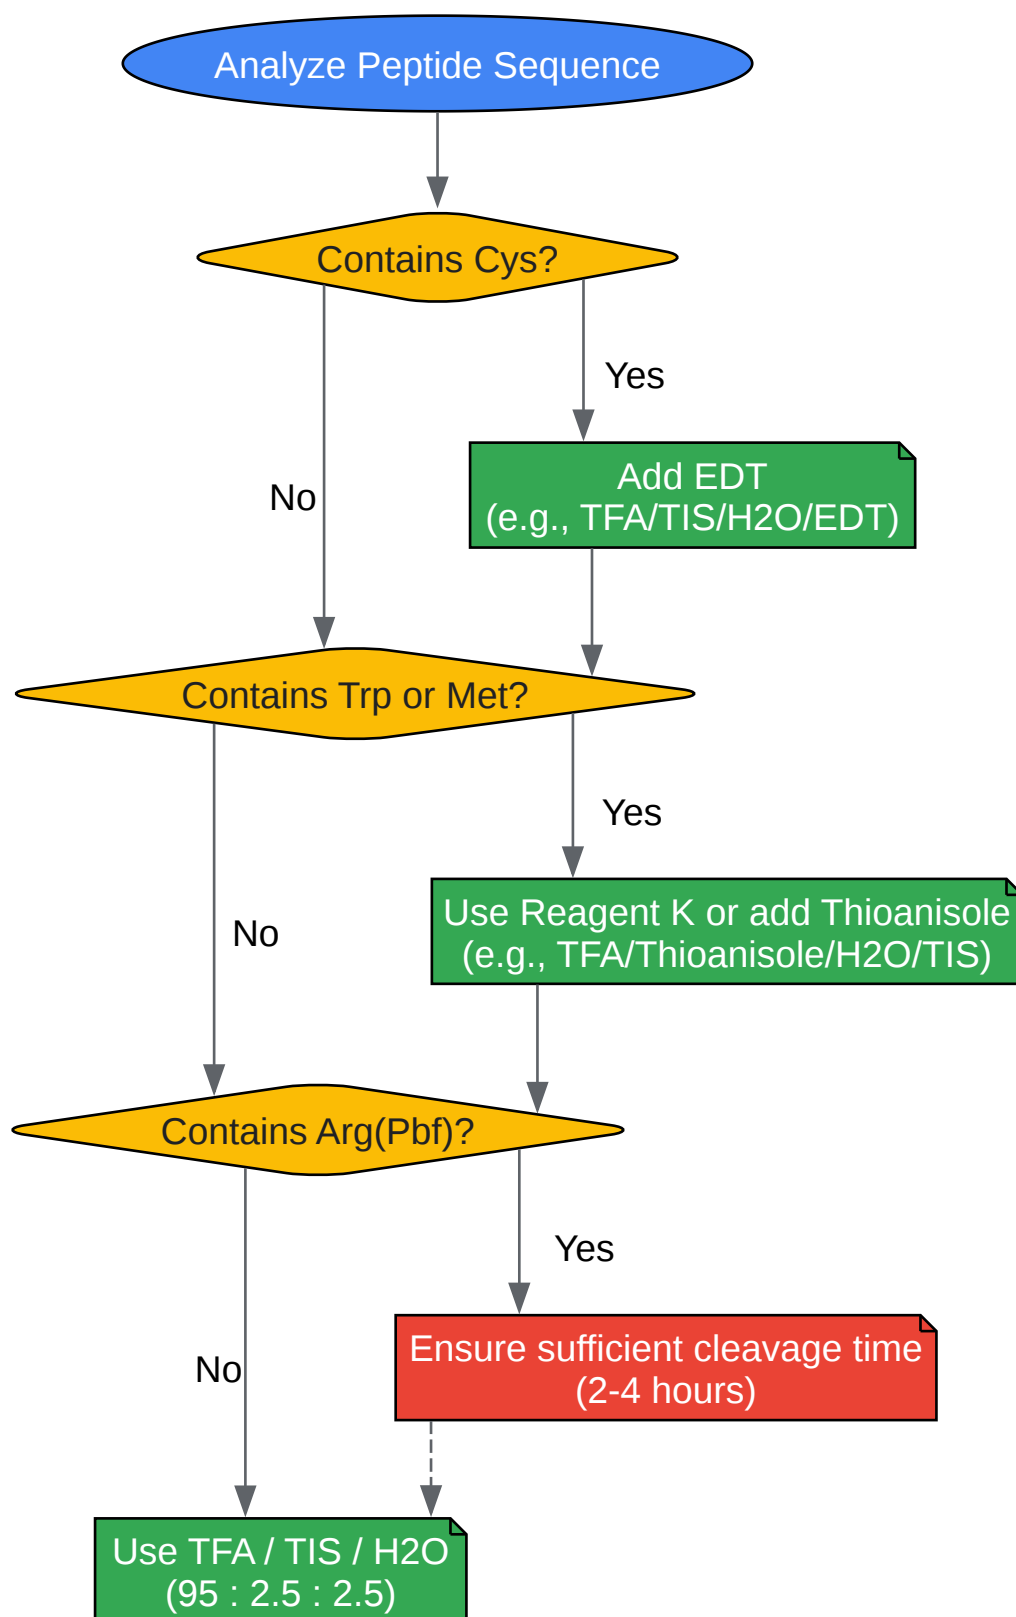 Analyze Peptide Sequence
Contains Cys?
Yes
Add EDT
(e.g., TFA/TIS/H2O/EDT)
No
Contains Trp or Met?
Yes
Use Reagent K or add Thioanisole
(e.g., TFA/Thioanisole/H2O/TIS)
No
Contains Arg(Pbf)?
Yes
Ensure sufficient cleavage time
(2-4 hours)
No
Use TFA / TIS / H2O
(95 : 2.5 : 2.5)